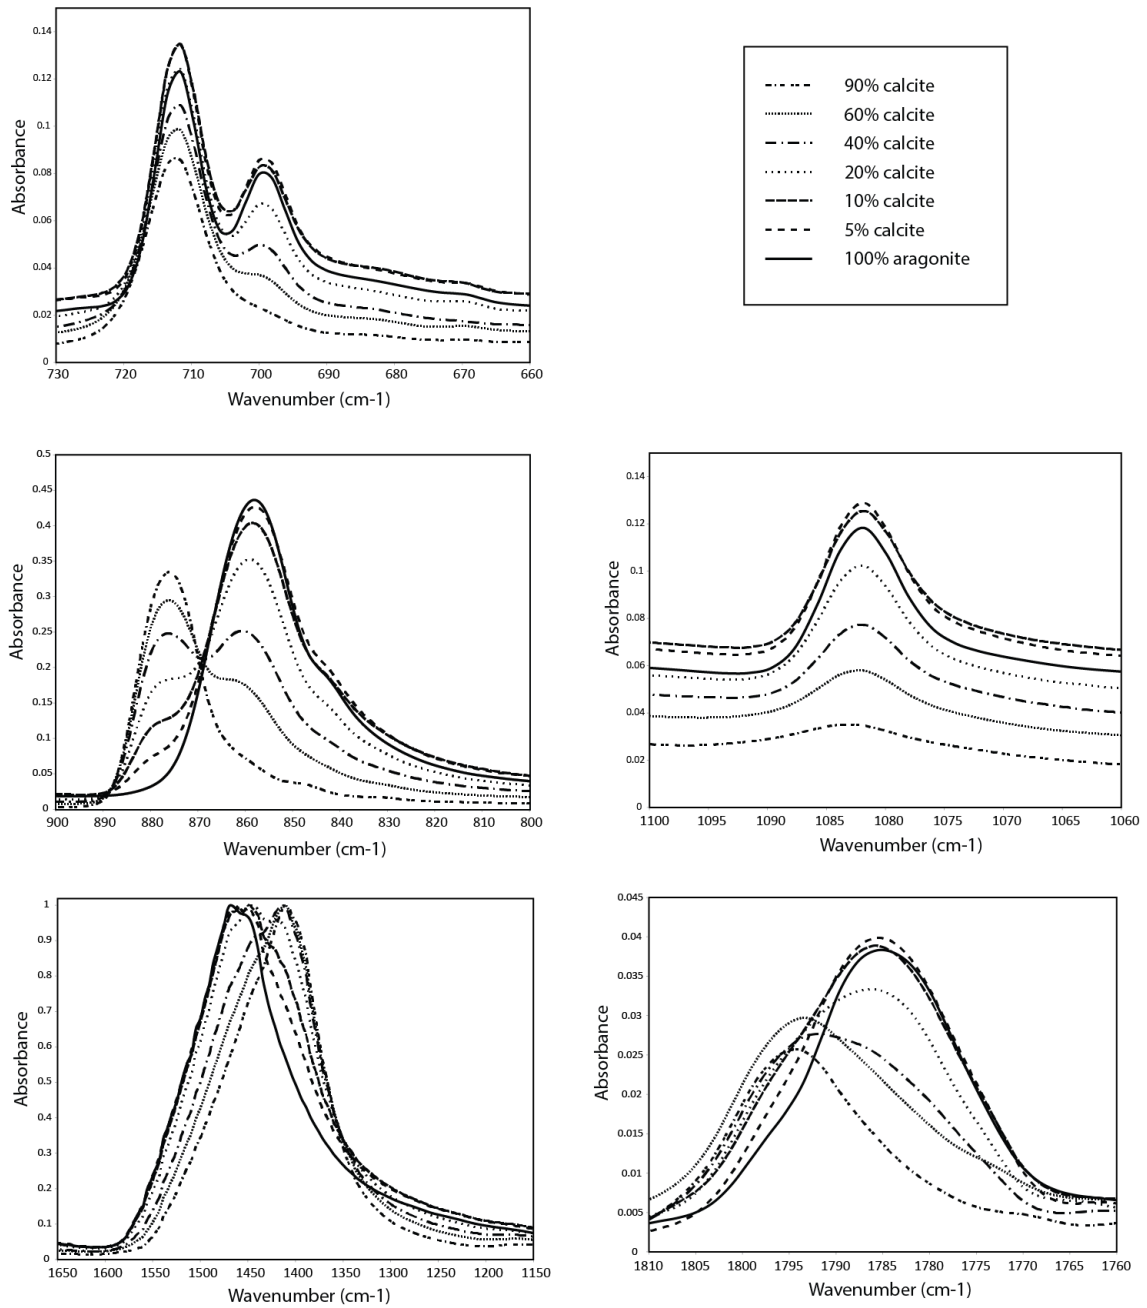 0.14
0.12
0.1
0.08
0.06
0.04
0.02
0
Absorbance
730 720 710 700 690 680 670 660
Wavenumber (cm-1)
90% calcite
60% calcite
40% calcite
20% calcite
10% calcite
5% calcite
100% aragonite
0.5
0.45
0.4
0.35
0.3
0.25
0.2
0.15
0.1
0.05
0
Absorbance
900 890 880 870 860 850 840 830 820 810 800
Wavenumber (cm-1)
0.14
0.12
0.1
0.08
0.06
0.04
0.02
0
Absorbance
1100 1095 1090 1085 1080 1075 1070 1065 1060
Wavenumber (cm-1)
1
0.9
0.8
0.7
0.6
0.5
0.4
0.3
0.2
0.1
0
Absorbance
1650 1600 1550 1500 1450 1400 1350 1300 1250 1200 1150
Wavenumber (cm-1)
0.045
0.04
0.035
0.03
0.025
0.02
0.015
0.01
0.005
0
Absorbance
1810 1805 1800 1795 1790 1785 1780 1775 1770 1765 1760
Wavenumber (cm-1)